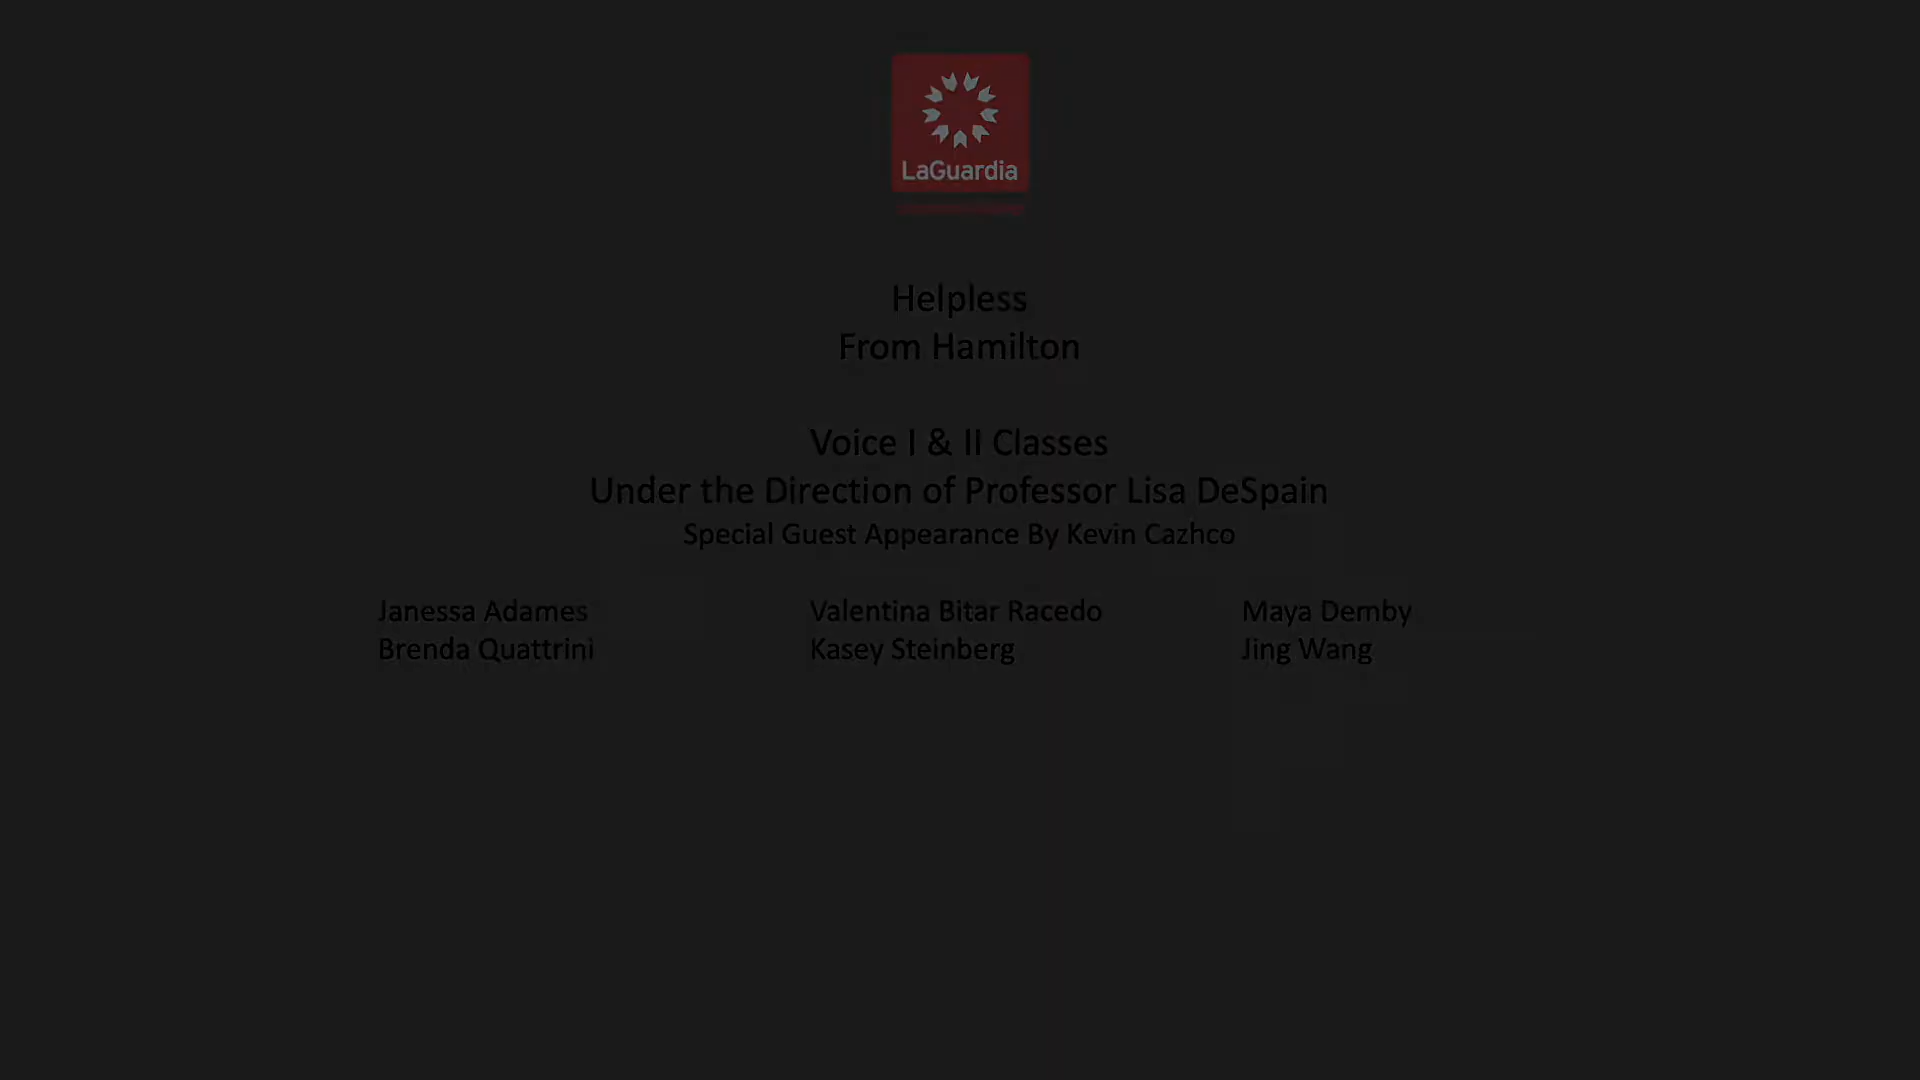 LaGuardia
Helpless
From Hamilton
Voice I & II Classes
Under the Direction of Professor Lisa DeSpain
Special Guest Appearance By Kevin Cazhco
Janessa Adames Valentina Bitar Racedo Maya Demby
Brenda Quattrini Kasey Steinberg Jing Wang